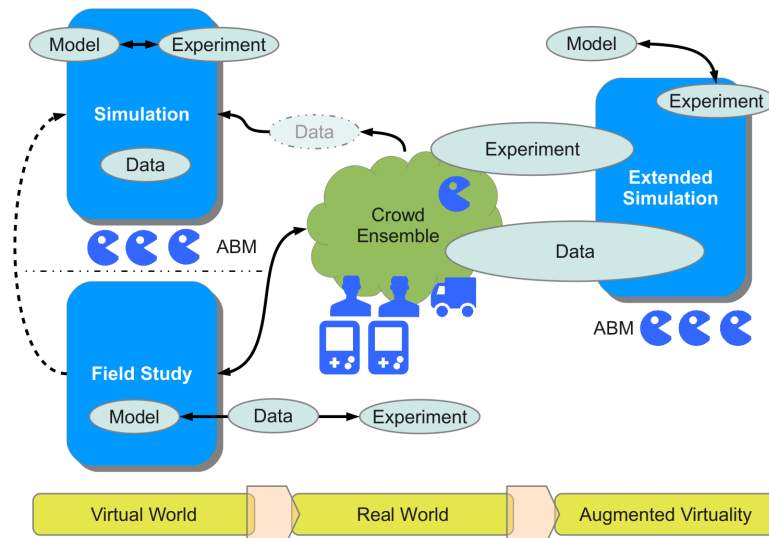 Model
Experiment
Simulation
Data
ABM
Data
Crowd
Ensemble
Model
Experiment
Experiment
Extended
Simulation
Data
ABM
Field Study
Model
Data
Experiment
Virtual World
Real World
Augmented Virtuality